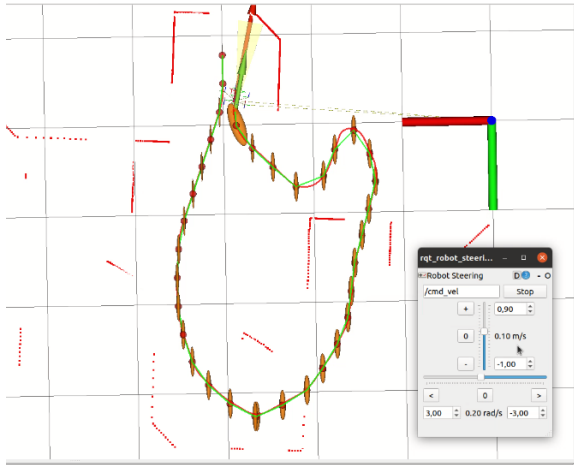 rqt_robot_steeri...
Robot Steering
D
/cmd_vel Stop
+ 0,90
0 0.10 m/s
- -1,00
< 0 >
3,00 0.20 rad/s -3,00